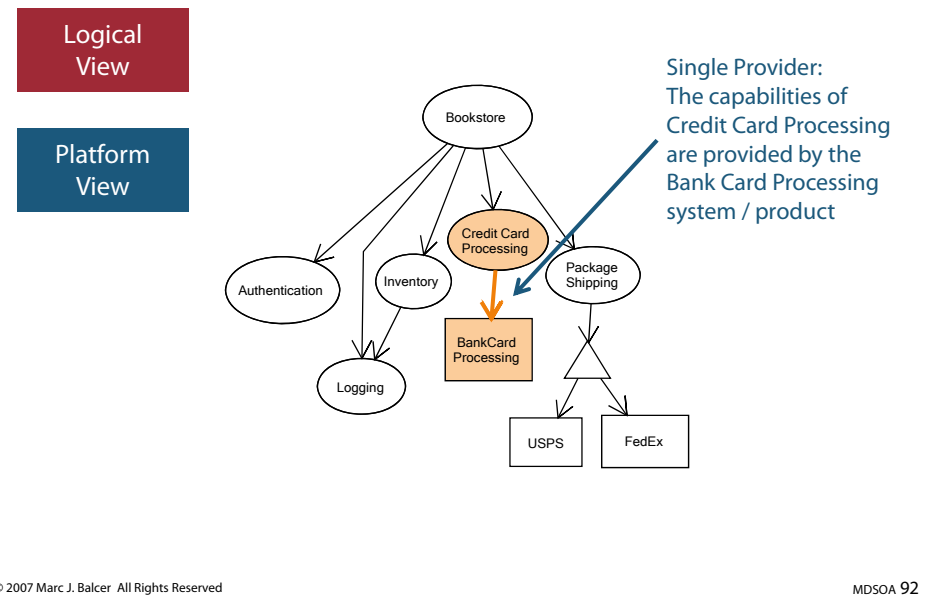 Logical
View
Platform
View
Single Provider:
The capabilities of
Credit Card Processing
are provided by the
Bank Card Processing
system / product
Bookstore
Credit Card
Processing
Package
Shipping
Authentication
Inventory
BankCard
Processing
Logging
USPS
FedEx
© 2007 Marc J. Balcer All Rights Reserved
MDSOA 92